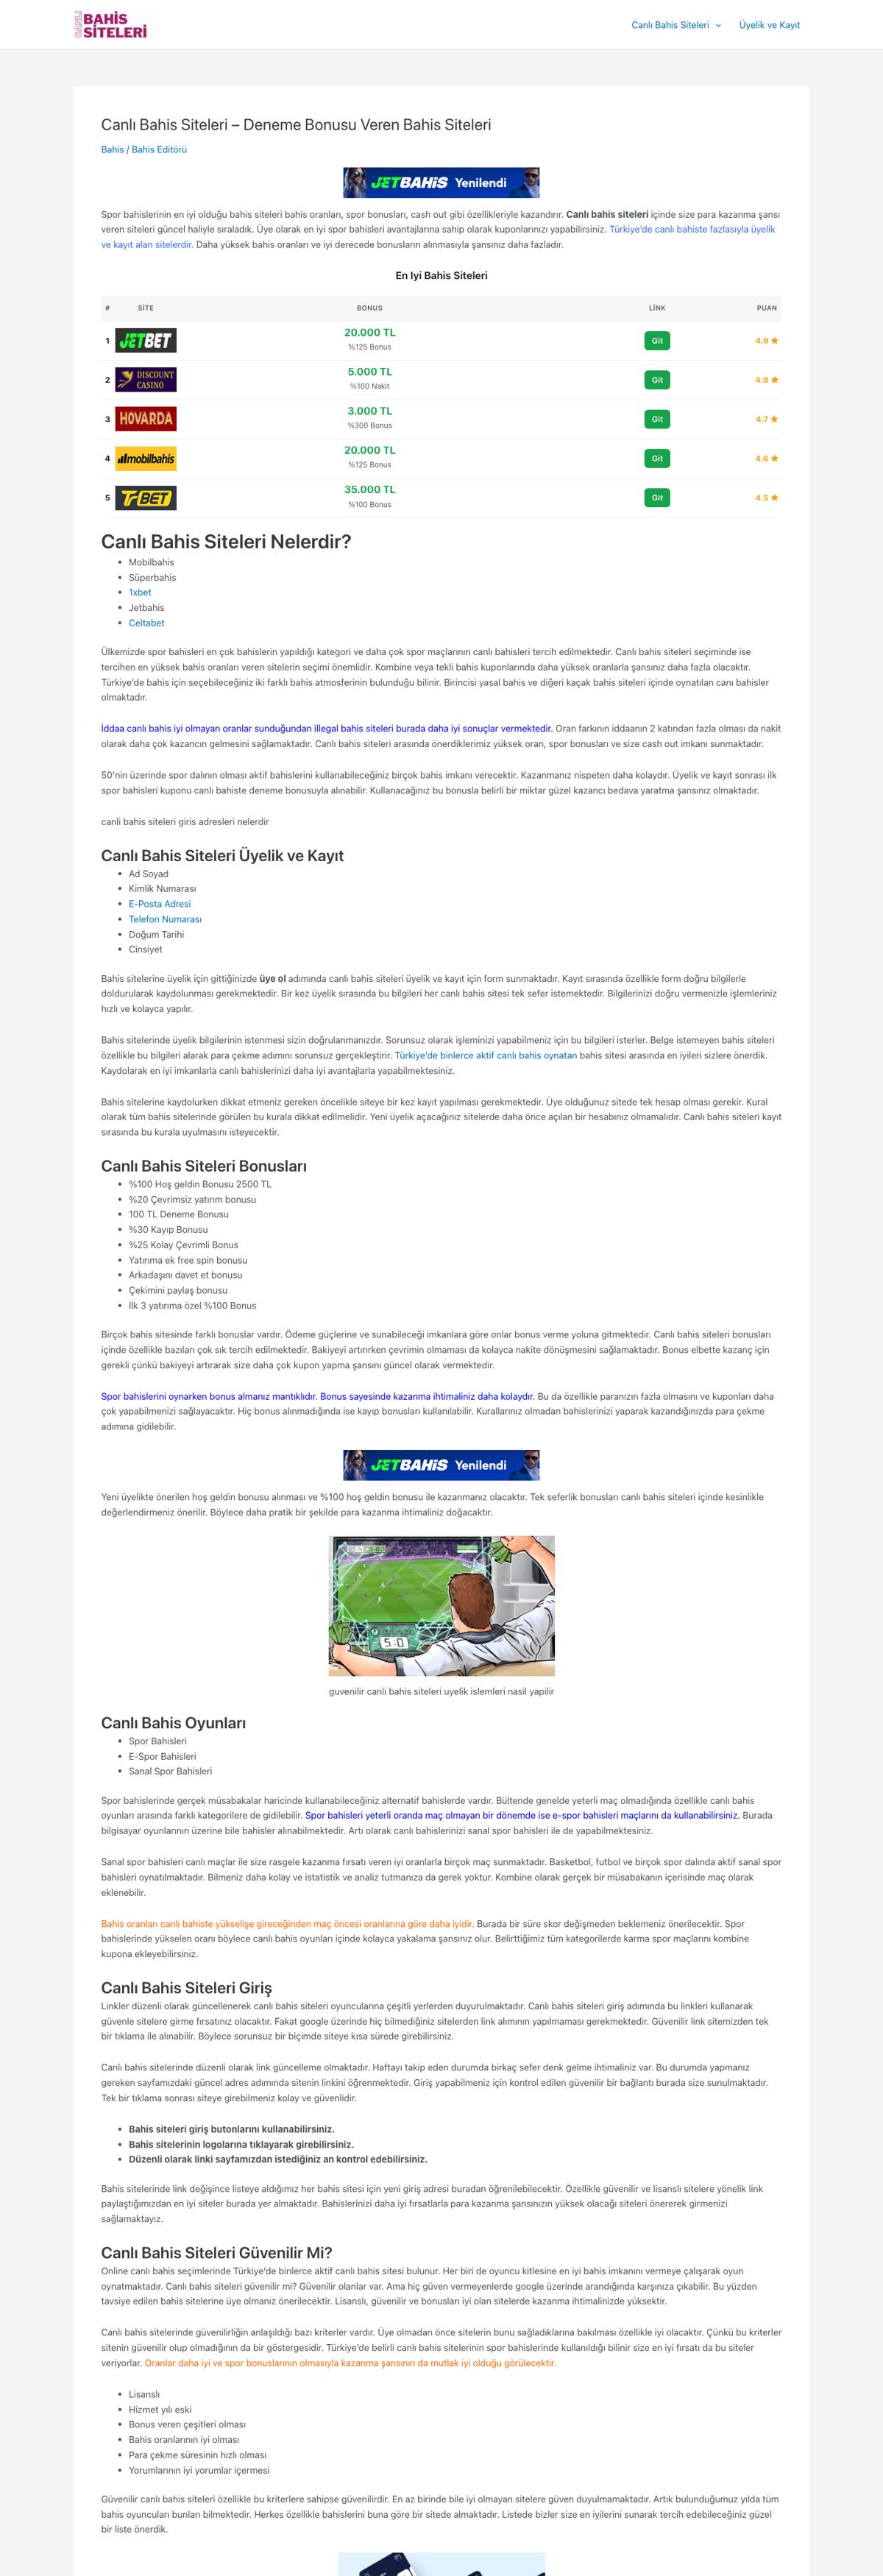 CANLI BAHİS SİTELERİ
Canlı Bahis Siteleri
Üyelik ve Kayıt
Canlı Bahis Siteleri – Deneme Bonusu Veren Bahis Siteleri
Bahis / Bahis Editörü
JETBAHiS Yenilendi
Spor bahislerinin en iyi olduğu bahis siteleri bahis oranları, spor bonusları, cash out gibi özellikleriyle kazandırır. Canlı bahis siteleri içinde size para kazanma şansı
veren siteleri güncel haliyle sıraladık. Üye olarak en iyi spor bahisleri avantajlarına sahip olarak kuponlarınızı yapabilirsiniz. Türkiye'de canlı bahiste fazlasıyla üyelik
ve kayıt alan sitelerdir. Daha yüksek bahis oranları ve iyi derecede bonusların alınmasıyla şansınız daha fazladır.
En Iyi Bahis Siteleri
# SİTE BONUS LİNK PUAN
1 JETBET 20.000 TL %125 Bonus Git 4.9 ★
2 DISCOUNT CASINO 5.000 TL %100 Nakit Git 4.8 ★
3 HOVARDA 3.000 TL %300 Bonus Git 4.7 ★
4 mobilbahis 20.000 TL %125 Bonus Git 4.6 ★
5 T-BET 35.000 TL %100 Bonus Git 4.5 ★
Canlı Bahis Siteleri Nelerdir?
• Mobilbahis
• Süperbahis
• 1xbet
• Jetbahis
• Celtabet
Ülkemizde spor bahisleri en çok bahislerin yapıldığı kategori ve daha çok spor maçlarının canlı bahisleri tercih edilmektedir. Canlı bahis siteleri seçiminde ise
tercihen en yüksek bahis oranları veren sitelerin seçimi önemlidir. Kombine veya tekli bahis kuponlarında daha yüksek oranlarla şansınız daha fazla olacaktır.
Türkiye'de bahis için seçebileceğiniz iki farklı bahis atmosferinin bulunduğu bilinir. Birincisi yasal bahis ve diğeri kaçak bahis siteleri içinde oynatılan canı bahisler
olmaktadır.
İddaa canlı bahis iyi olmayan oranlar sunduğundan illegal bahis siteleri burada daha iyi sonuçlar vermektedir. Oran farkının iddaanın 2 katından fazla olması da nakit
olarak daha çok kazancın gelmesini sağlamaktadır. Canlı bahis siteleri arasında önerdiklerimiz yüksek oran, spor bonusları ve size cash out imkanı sunmaktadır.
50'nin üzerinde spor dalının olması aktif bahislerini kullanabileceğiniz birçok bahis imkanı verecektir. Kazanmanız nispeten daha kolaydır. Üyelik ve kayıt sonrası ilk
spor bahisleri kuponu canlı bahiste deneme bonusuyla alınabilir. Kullanacağınız bu bonusla belirli bir miktar güzel kazancı bedava yaratma şansınız olmaktadır.
canli bahis siteleri giris adresleri nelerdir
Canlı Bahis Siteleri Üyelik ve Kayıt
• Ad Soyad
• Kimlik Numarası
• E-Posta Adresi
• Telefon Numarası
• Doğum Tarihi
• Cinsiyet
Bahis sitelerine üyelik için gittiğinizde üye ol adımında canlı bahis siteleri üyelik ve kayıt için form sunmaktadır. Kayıt sırasında özellikle form doğru bilgilerle
doldurularak kaydolunması gerekmektedir. Bir kez üyelik sırasında bu bilgileri her canlı bahis sitesi tek sefer istemektedir. Bilgilerinizi doğru vermenizle işlemleriniz
hızlı ve kolayca yapılır.
Bahis sitelerinde üyelik bilgilerinin istenmesi sizin doğrulanmanızdır. Sorunsuz olarak işleminizi yapabilmeniz için bu bilgileri isterler. Belge istemeyen bahis siteleri
özellikle bu bilgileri alarak para çekme adımını sorunsuz gerçekleştirir. Türkiye'de binlerce aktif canlı bahis oynatan bahis sitesi arasında en iyileri sizlere önerdik.
Kaydolarak en iyi imkanlarla canlı bahislerinizi daha iyi avantajlarla yapabilmektesiniz.
Bahis sitelerine kaydolurken dikkat etmeniz gereken öncelikle siteye bir kez kayıt yapılması gerekmektedir. Üye olduğunuz sitede tek hesap olması gerekir. Kural
olarak tüm bahis sitelerinde görülen bu kurala dikkat edilmelidir. Yeni üyelik açacağınız sitelerde daha önce açılan bir hesabınız olmamalıdır. Canlı bahis siteleri kayıt
sırasında bu kurala uyulmasını isteyecektir.
Canlı Bahis Siteleri Bonusları
• %100 Hoş geldin Bonusu 2500 TL
• %20 Çevrimsiz yatırım bonusu
• 100 TL Deneme Bonusu
• %30 Kayıp Bonusu
• %25 Kolay Çevrimli Bonus
• Yatırıma ek free spin bonusu
• Arkadaşını davet et bonusu
• Çekimini paylaş bonusu
• İlk 3 yatırıma özel %100 Bonus
Birçok bahis sitesinde farklı bonuslar vardır. Ödeme güçlerine ve sunabileceği imkanlara göre onlar bonus verme yoluna gitmektedir. Canlı bahis siteleri bonusları
içinde özellikle bazıları çok sık tercih edilmektedir. Bakiyeyi artırırken çevrimin olmaması da kolayca nakite dönüşmesini sağlamaktadır. Bonus elbette kazanç için
gerekli çünkü bakiyeyi artırarak size daha çok kupon yapma şansını güncel olarak vermektedir.
Spor bahislerini oynarken bonus almanız mantıklıdır. Bonus sayesinde kazanma ihtimaliniz daha kolaydır. Bu da özellikle paranızın fazla olmasını ve kuponları daha
çok yapabilmenizi sağlayacaktır. Hiç bonus alınmadığında ise kayıp bonusları kullanılabilir. Kurallarınız olmadan bahislerinizi yaparak kazandığınızda para çekme
adımına gidilebilir.
JETBAHiS Yenilendi
Yeni üyelikte önerilen hoş geldin bonusu alınması ve %100 hoş geldin bonusu ile kazanmanız olacaktır. Tek seferlik bonusları canlı bahis siteleri içinde kesinlikle
değerlendirmeniz önerilir. Böylece daha pratik bir şekilde para kazanma ihtimaliniz doğacaktır.
5:0
guvenilir canli bahis siteleri uyelik islemleri nasil yapilir
Canlı Bahis Oyunları
• Spor Bahisleri
• E-Spor Bahisleri
• Sanal Spor Bahisleri
Spor bahislerinde gerçek müsabakalar haricinde kullanabileceğiniz alternatif bahislerde vardır. Bültende genelde yeterli maç olmadığında özellikle canlı bahis
oyunları arasında farklı kategorilere de gidilebilir. Spor bahisleri yeterli oranda maç olmayan bir dönemde ise e-spor bahisleri maçlarını da kullanabilirsiniz. Burada
bilgisayar oyunlarının üzerine bile bahisler alınabilmektedir. Artı olarak canlı bahislerinizi sanal spor bahisleri ile de yapabilmektesiniz.
Sanal spor bahisleri canlı maçlar ile size rasgele kazanma fırsatı veren iyi oranlarla birçok maç sunmaktadır. Basketbol, futbol ve birçok spor dalında aktif sanal spor
bahisleri oynatılmaktadır. Bilmeniz daha kolay ve istatistik ve analiz tutmanıza da gerek yoktur. Kombine olarak gerçek bir müsabakanın içerisinde maç olarak
eklenebilir.
Bahis oranları canlı bahiste yükselişe gireceğinden maç öncesi oranlarına göre daha iyidir. Burada bir süre skor değişmeden beklemeniz önerilecektir. Spor
bahislerinde yükselen oranı böylece canlı bahis oyunları içinde kolayca yakalama şansınız olur. Belirttiğimiz tüm kategorilerde karma spor maçlarını kombine
kupona ekleyebilirsiniz.
Canlı Bahis Siteleri Giriş
Linkler düzenli olarak güncellenerek canlı bahis siteleri oyuncularına çeşitli yerlerden duyurulmaktadır. Canlı bahis siteleri giriş adımında bu linkleri kullanarak
güvenle sitelere girme fırsatınız olacaktır. Fakat google üzerinde hiç bilmediğiniz sitelerden link alımının yapılmaması gerekmektedir. Güvenilir link sitemizden tek
bir tıklama ile alınabilir. Böylece sorunsuz bir biçimde siteye kısa sürede girebilirsiniz.
Canlı bahis sitelerinde düzenli olarak link güncelleme olmaktadır. Haftayı takip eden durumda birkaç sefer denk gelme ihtimaliniz var. Bu durumda yapmanız
gereken sayfamızdaki güncel adres adımında sitenin linkini öğrenmektedir. Giriş yapabilmeniz için kontrol edilen güvenilir bir bağlantı burada size sunulmaktadır.
Tek bir tıklama sonrası siteye girebilmeniz kolay ve güvenlidir.
• Bahis siteleri giriş butonlarını kullanabilirsiniz.
• Bahis sitelerinin logolarına tıklayarak girebilirsiniz.
• Düzenli olarak linki sayfamızdan istediğiniz an kontrol edebilirsiniz.
Bahis sitelerinde link değişince listeye aldığımız her bahis sitesi için yeni giriş adresi buradan öğrenilebilecektir. Özellikle güvenilir ve lisanslı sitelere yönelik link
paylaştığımızdan en iyi siteler burada yer almaktadır. Bahislerinizi daha iyi fırsatlarla para kazanma şansınızın yüksek olacağı siteleri önererek girmenizi
sağlamaktayız.
Canlı Bahis Siteleri Güvenilir Mi?
Online canlı bahis seçimlerinde Türkiye'de binlerce aktif canlı bahis sitesi bulunur. Her biri de oyuncu kitlesine en iyi bahis imkanını vermeye çalışarak oyun
oynatmaktadır. Canlı bahis siteleri güvenilir mi? Güvenilir olanlar var. Ama hiç güven vermeyenlerde google üzerinde arandığında karşınıza çıkabilir. Bu yüzden
tavsiye edilen bahis sitelerine üye olmanız önerilecektir. Lisanslı, güvenilir ve bonusları iyi olan sitelerde kazanma ihtimalinizde yüksektir.
Canlı bahis sitelerinde güvenilirliğin anlaşıldığı bazı kriterler vardır. Üye olmadan önce sitelerin bunu sağladıklarına bakılması özellikle iyi olacaktır. Çünkü bu kriterler
sitenin güvenilir olup olmadığının da bir göstergesidir. Türkiye'de belirli canlı bahis sitelerinin spor bahislerinde kullanıldığı bilinir size en iyi fırsatı da bu siteler
veriyorlar. Oranlar daha iyi ve spor bonuslarının olmasıyla kazanma şansının da mutlak iyi olduğu görülecektir.
• Lisanslı
• Hizmet yılı eski
• Bonus veren çeşitleri olması
• Bahis oranlarının iyi olması
• Para çekme süresinin hızlı olması
• Yorumlarının iyi yorumlar içermesi
Güvenilir canlı bahis siteleri özellikle bu kriterlere sahipse güvenilirdir. En az birinde bile iyi olmayan sitelere güven duyulmamaktadır. Artık bulunduğumuz yılda tüm
bahis oyuncuları bunları bilmektedir. Herkes özellikle bahislerini buna göre bir sitede almaktadır. Listede bizler size en iyilerini sunarak tercih edebileceğiniz güzel
bir liste önerdik.